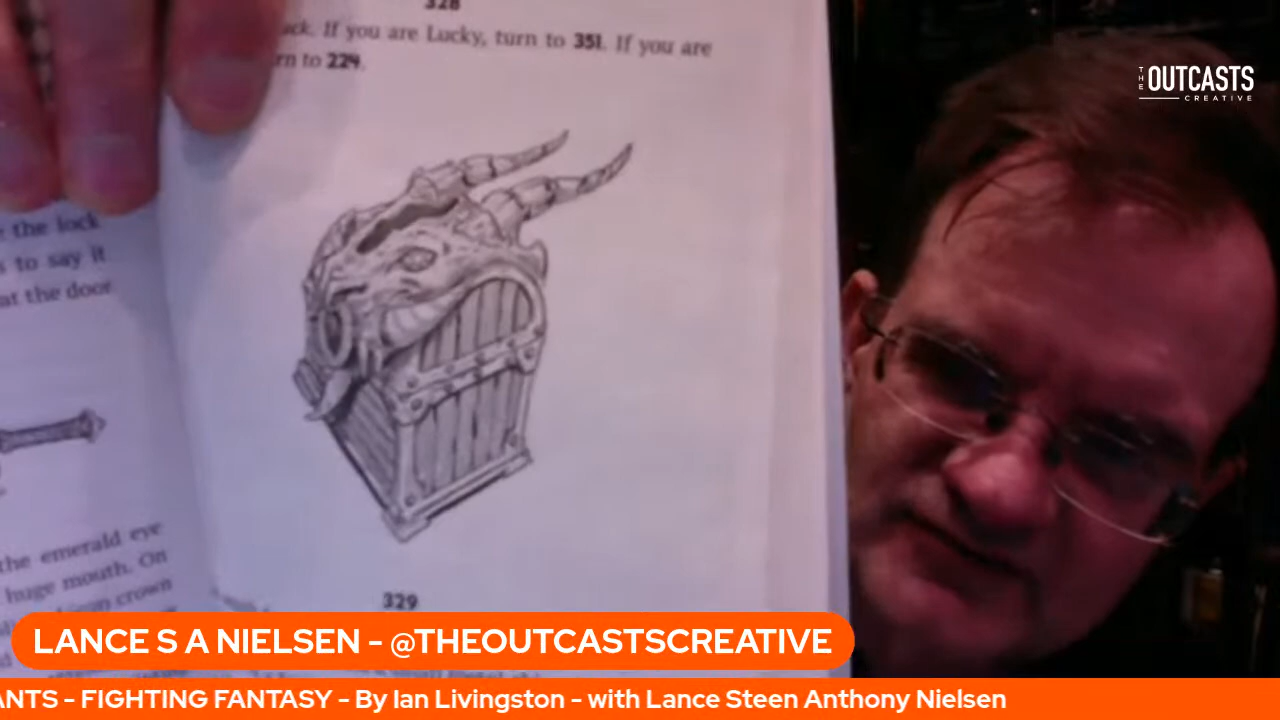 328
If you are Lucky, turn to 351. If you are
to 224.
the lock
to say it
at the door
the emerald eye
huge mouth. On
crown
329
THE OUTCASTS
CREATIVE
LANCE S A NIELSEN - @THEOUTCASTSCREATIVE
ANTS - FIGHTING FANTASY - By Ian Livingston - with Lance Steen Anthony Nielsen